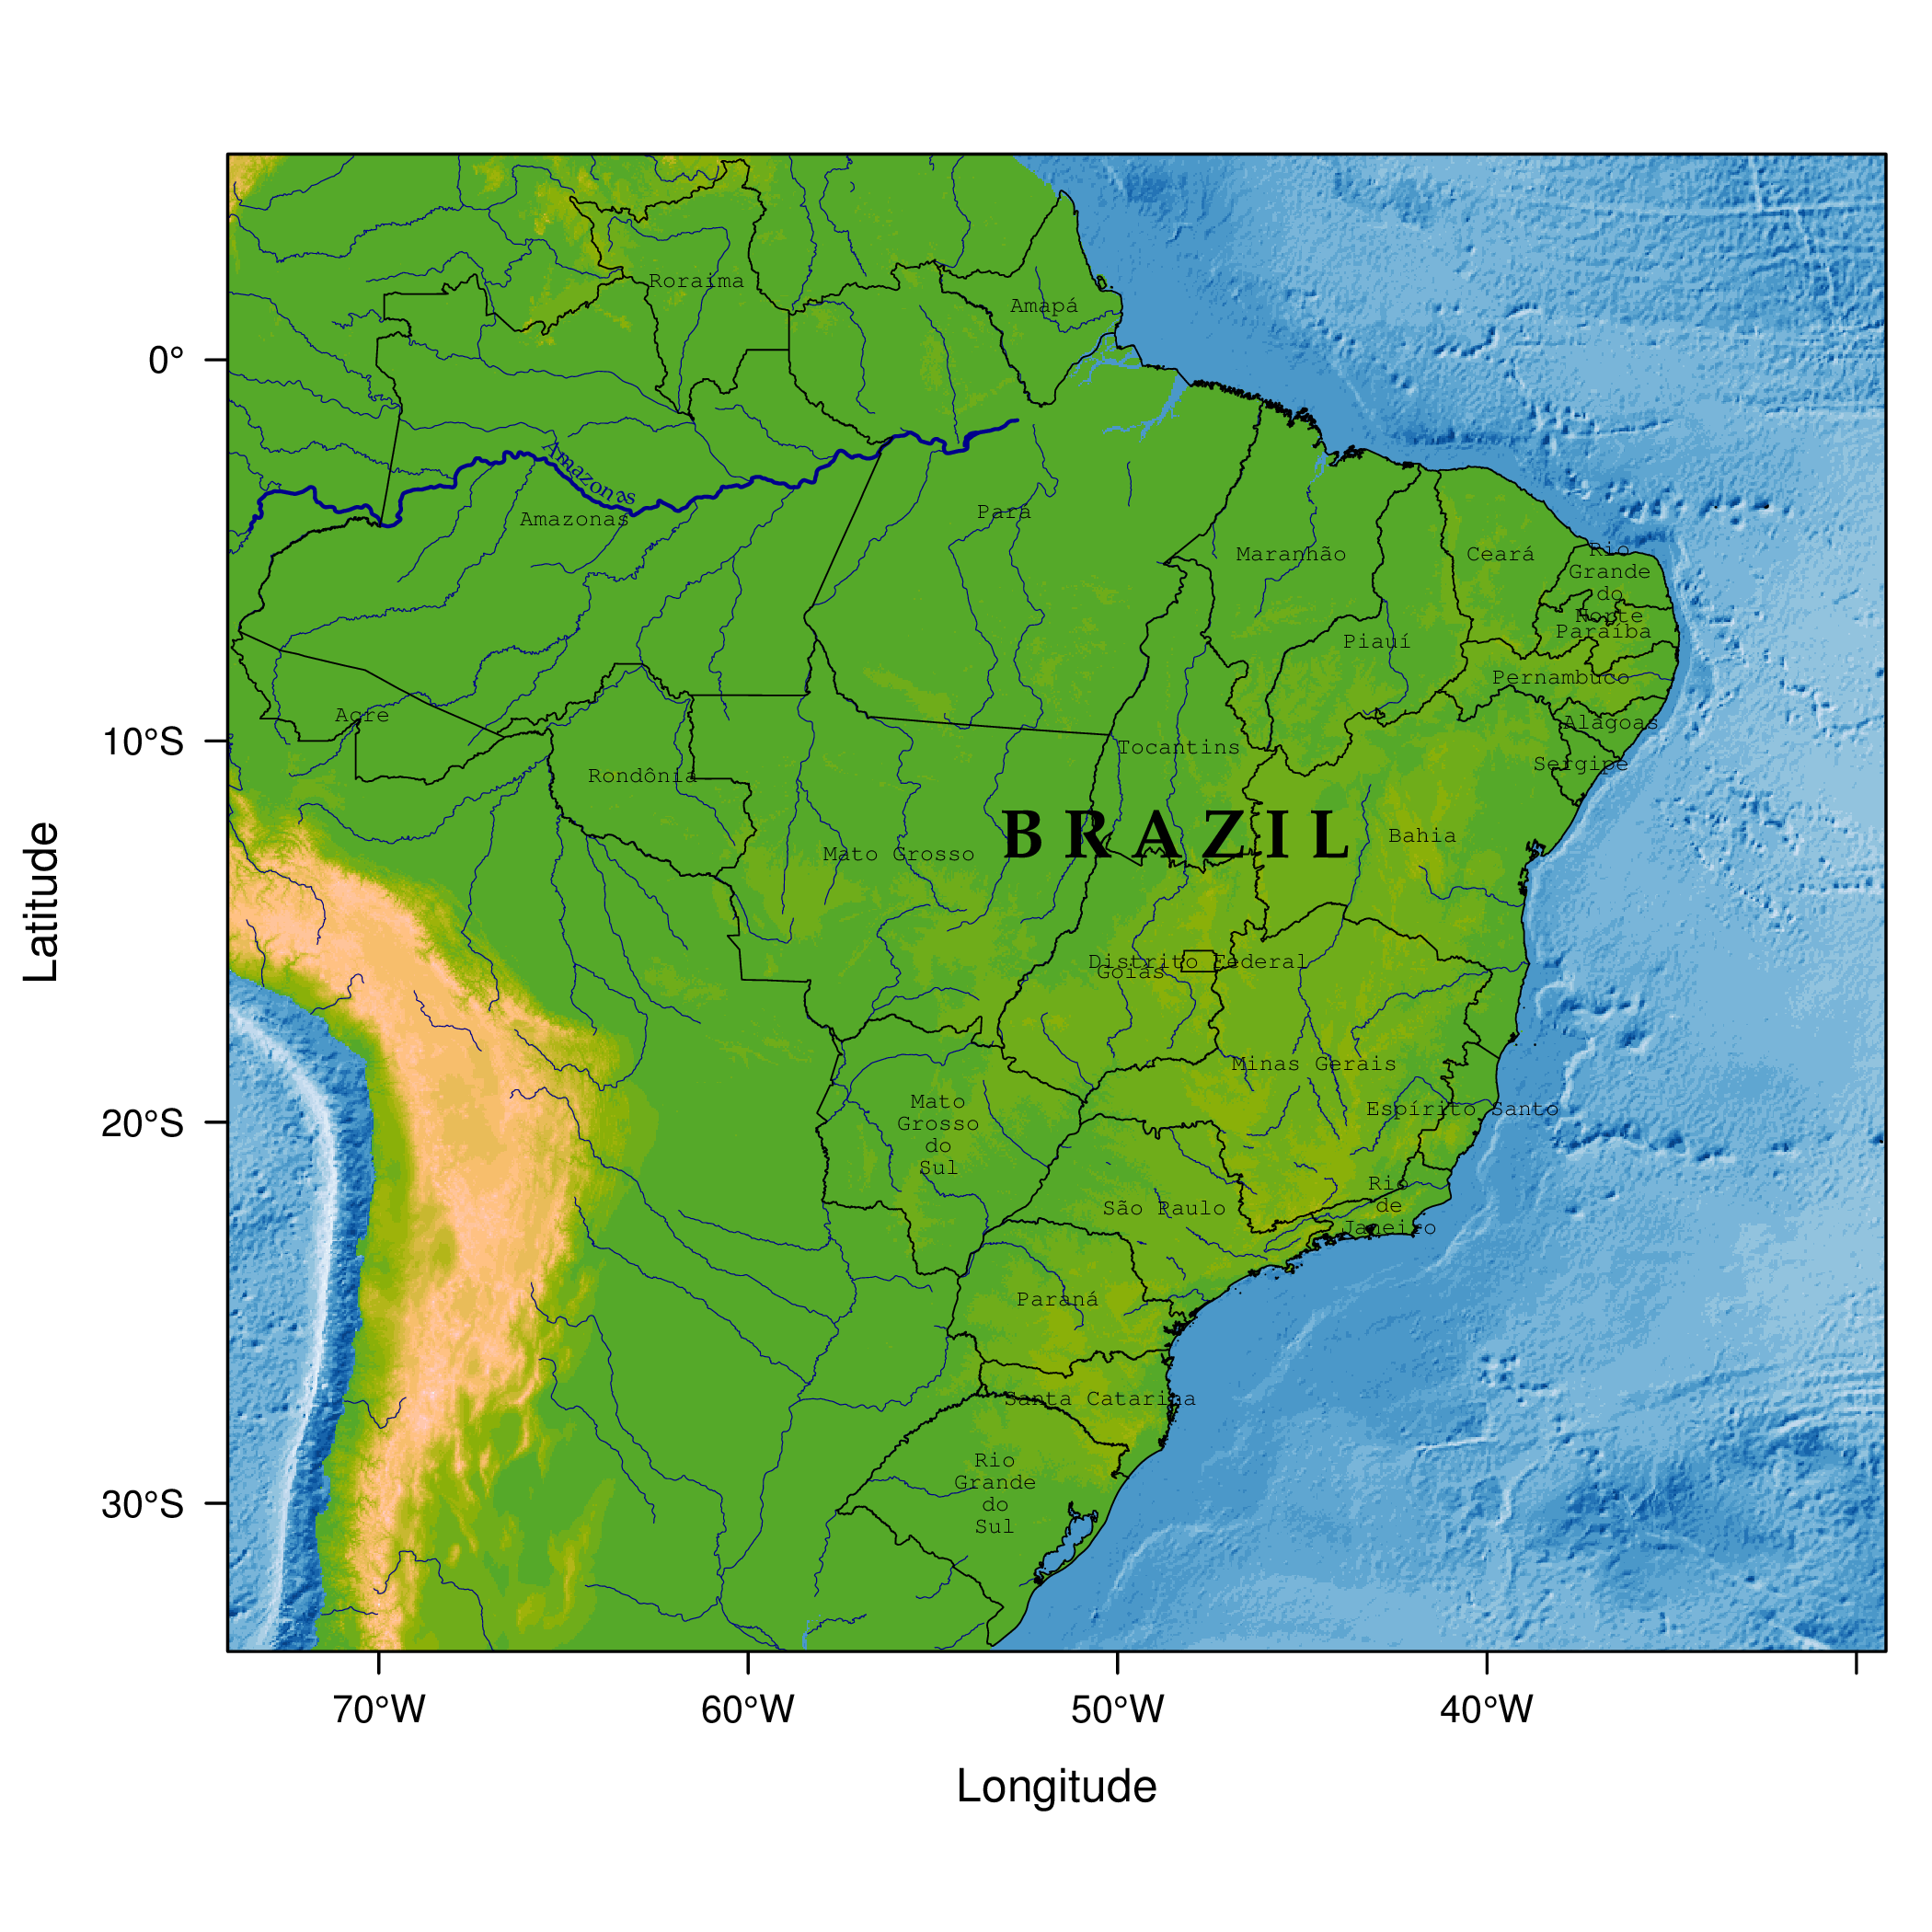 Roraima
Amapá
0°
Amazonas
Amazonas
Pará
Maranhão
Ceará
Rio
Grande
do
Norte
Paraíba
Piauí
Pernambuco
Acre
Alagoas
10°S
Tocantins
Sergipe
Rondônia
BRAZIL
Bahia
Mato Grosso
Latitude
Distrito Federal
Goiás
Minas Gerais
Mato
Grosso
do
Sul
Espírito Santo
20°S
Rio
de
Janeiro
São Paulo
Paraná
Santa Catarina
Rio
Grande
do
Sul
30°S
70°W 60°W 50°W 40°W
Longitude